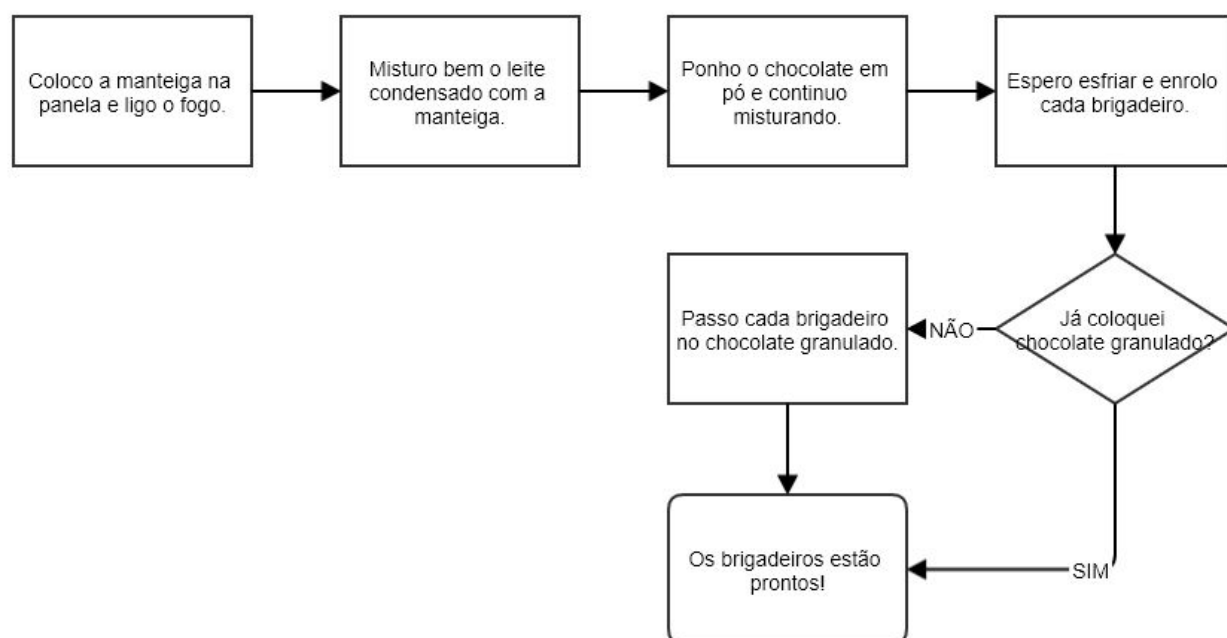 Coloco a manteiga na
panela e ligo o fogo.
Misturo bem o leite
condensado com a
manteiga.
Ponho o chocolate em
pó e continuo
misturando.
Espero esfriar e enrolo
cada brigadeiro.
Já coloquei
chocolate granulado?
NÃO
Passo cada brigadeiro
no chocolate granulado.
SIM
Os brigadeiros estão
prontos!